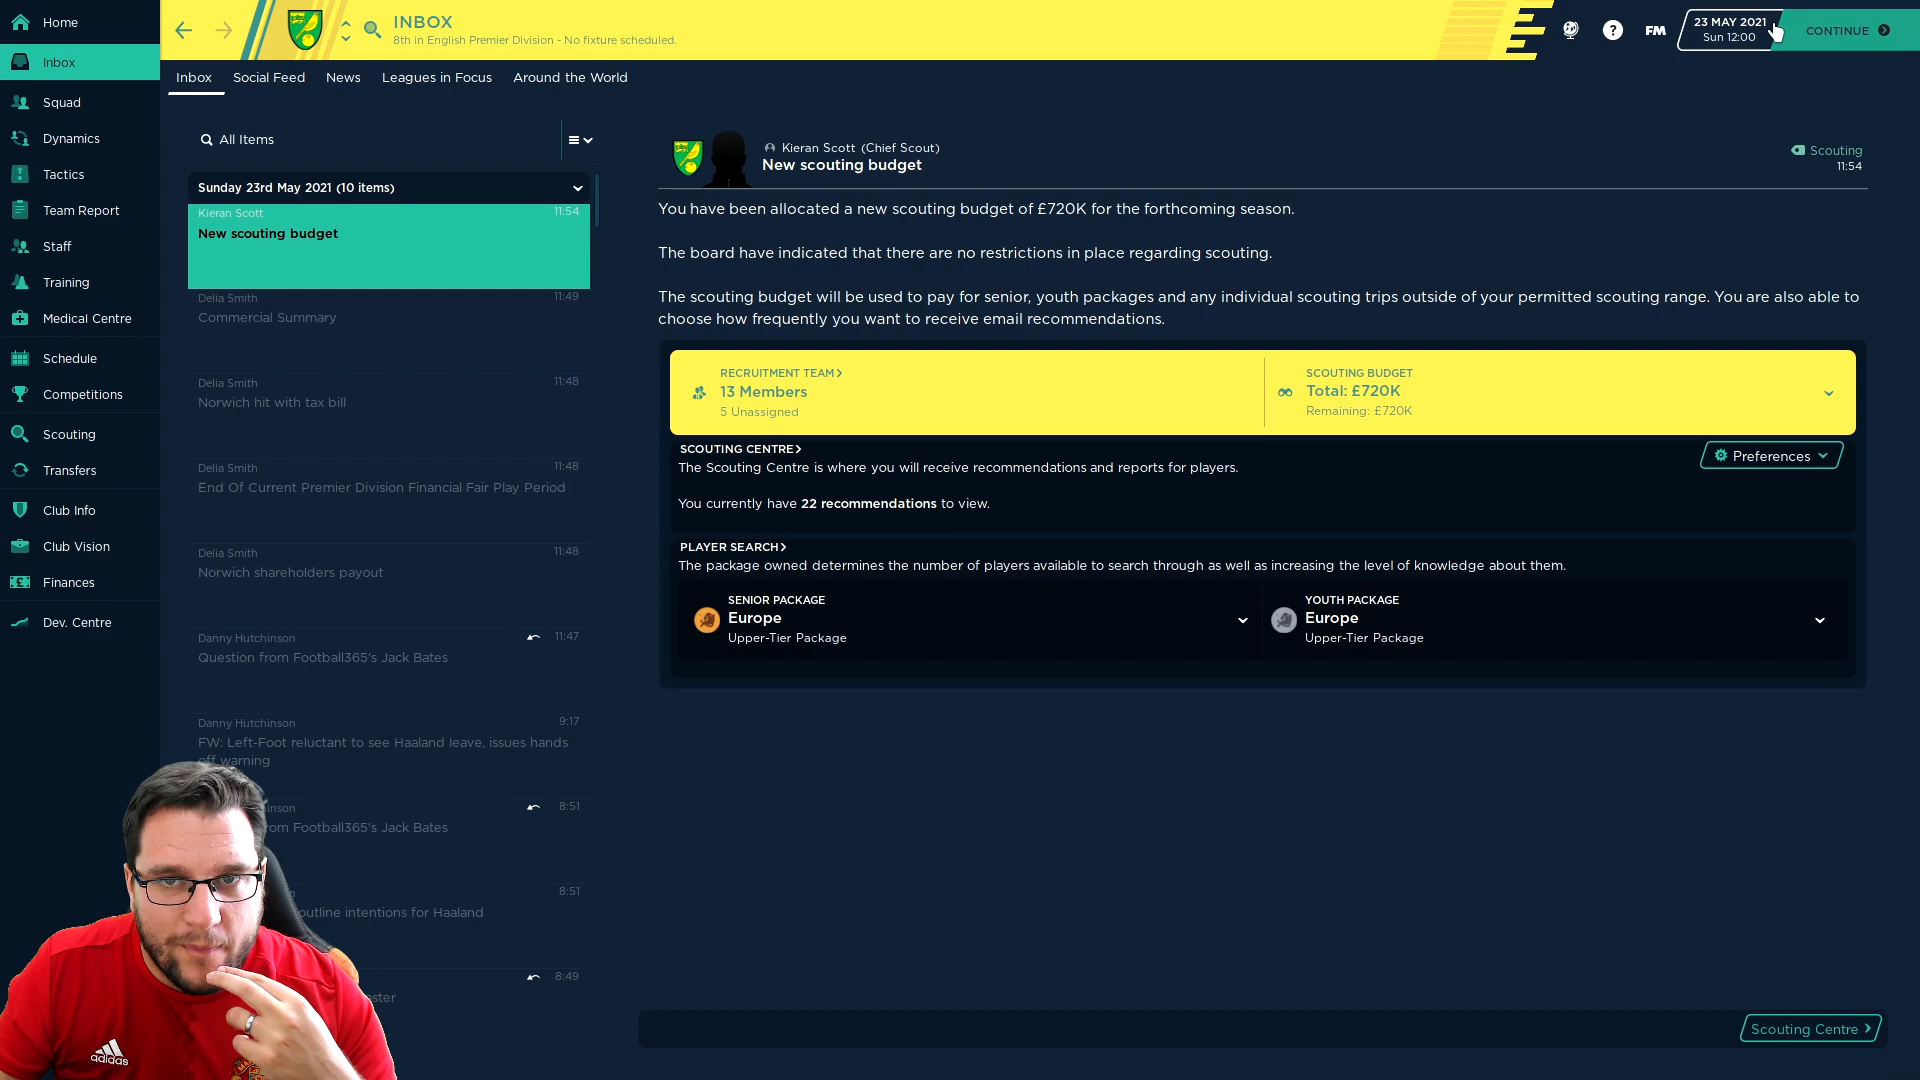 Home
Inbox
Squad
Dynamics
Tactics
Team Report
Staff
Training
Medical Centre
Schedule
Competitions
Scouting
Transfers
Club Info
Club Vision
Finances
Dev. Centre
INBOX
8th in English Premier Division - No fixture scheduled.
FM
23 MAY 2021
Sun 12:00
CONTINUE
Inbox Social Feed News Leagues in Focus Around the World
All Items
Sunday 23rd May 2021 (10 items)
Kieran Scott 11:54
New scouting budget
Delia Smith 11:49
Commercial Summary
Delia Smith 11:48
Norwich hit with tax bill
Delia Smith 11:48
End Of Current Premier Division Financial Fair Play Period
Delia Smith 11:48
Norwich shareholders payout
Danny Hutchinson 11:47
Question from Football365's Jack Bates
Danny Hutchinson 9:17
FW: Left-Foot reluctant to see Haaland leave, issues hands
off warning
8:51
Football365's Jack Bates
8:51
outline intentions for Haaland
8:49
Kieran Scott (Chief Scout)
New scouting budget
Scouting
11:54
You have been allocated a new scouting budget of £720K for the forthcoming season.
The board have indicated that there are no restrictions in place regarding scouting.
The scouting budget will be used to pay for senior, youth packages and any individual scouting trips outside of your permitted scouting range. You are also able to
choose how frequently you want to receive email recommendations.
RECRUITMENT TEAM>
13 Members
5 Unassigned
SCOUTING BUDGET
Total: £720K
Remaining: £720K
SCOUTING CENTRE>
The Scouting Centre is where you will receive recommendations and reports for players.
Preferences
You currently have 22 recommendations to view.
PLAYER SEARCH>
The package owned determines the number of players available to search through as well as increasing the level of knowledge about them.
SENIOR PACKAGE
Europe
Upper-Tier Package
YOUTH PACKAGE
Europe
Upper-Tier Package
Scouting Centre >
adidas